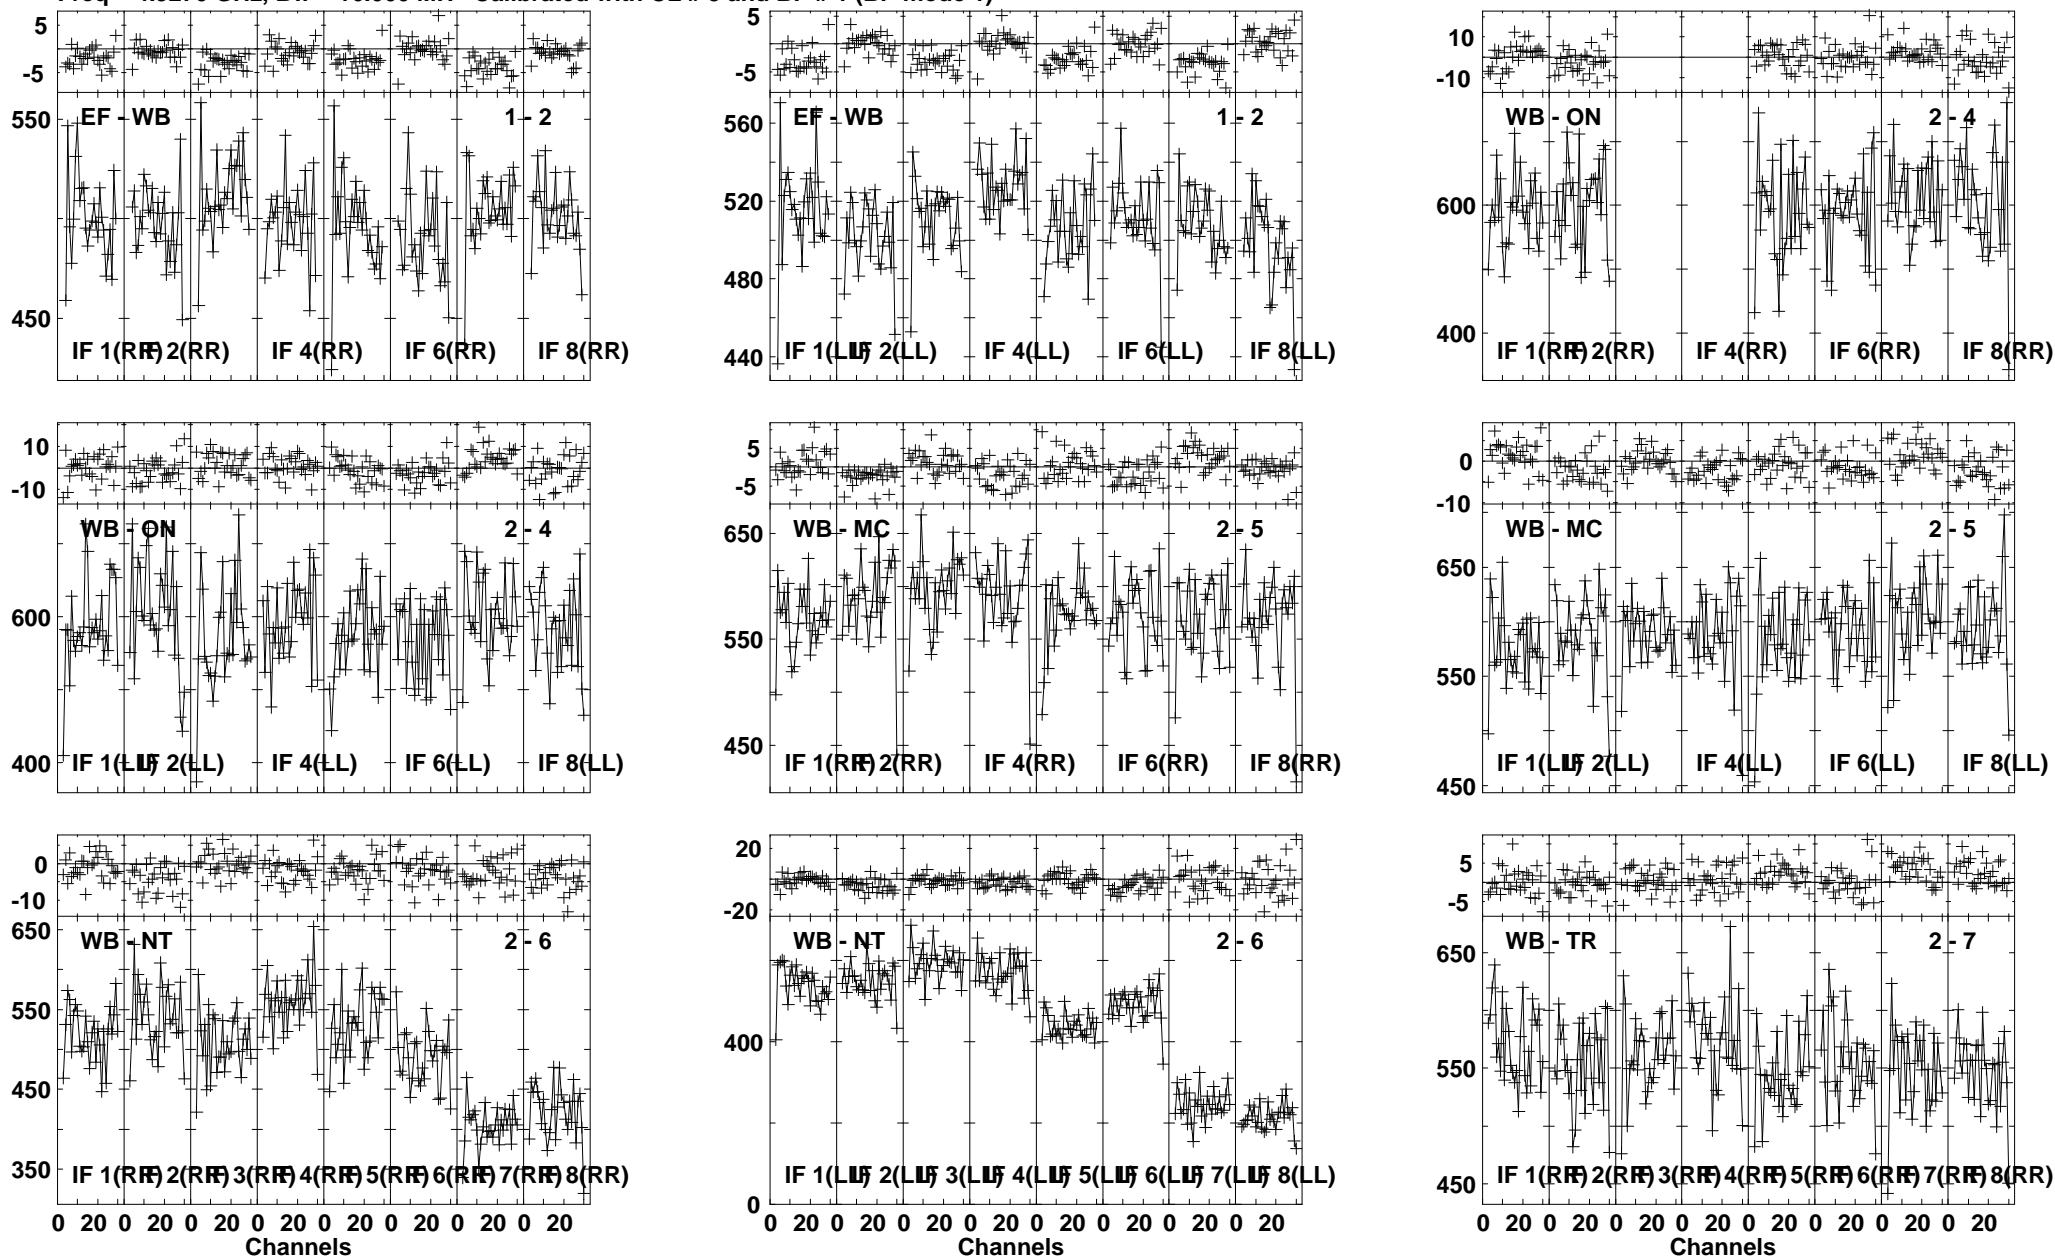 5
-5
550
450
EF - WB 1 - 2
IF 1(RR) IF 2(RR) IF 4(RR) IF 6(RR) IF 8(RR)
5
-5
560
520
480
440
EF - WB 1 - 2
IF 1(LL) IF 2(LL) IF 4(LL) IF 6(LL) IF 8(LL)
10
-10
600
400
WB - ON 2 - 4
IF 1(RR) IF 2(RR) IF 4(RR) IF 6(RR) IF 8(RR)
10
-10
600
400
WB - ON 2 - 4
IF 1(LL) IF 2(LL) IF 4(LL) IF 6(LL) IF 8(LL)
5
-5
650
550
450
WB - MC 2 - 5
IF 1(RR) IF 2(RR) IF 4(RR) IF 6(RR) IF 8(RR)
0
-10
650
550
450
WB - MC 2 - 5
IF 1(LL) IF 2(LL) IF 4(LL) IF 6(LL) IF 8(LL)
0
-10
650
550
450
350
WB - NT 2 - 6
IF 1(RR) IF 2(RR) IF 3(RR) IF 4(RR) IF 5(RR) IF 6(RR) IF 7(RR) IF 8(RR)
0 20 0 20 0 20 0 20 0 20 0 20 0 20 0 20
Channels
20
-20
400
0
WB - NT 2 - 6
IF 1(LL) IF 2(LL) IF 3(LL) IF 4(LL) IF 5(LL) IF 6(LL) IF 7(LL) IF 8(LL)
0 20 0 20 0 20 0 20 0 20 0 20 0 20 0 20
Channels
5
-5
650
550
450
WB - TR 2 - 7
IF 1(RR) IF 2(RR) IF 3(RR) IF 4(RR) IF 5(RR) IF 6(RR) IF 7(RR) IF 8(RR)
0 20 0 20 0 20 0 20 0 20 0 20 0 20 0 20
Channels